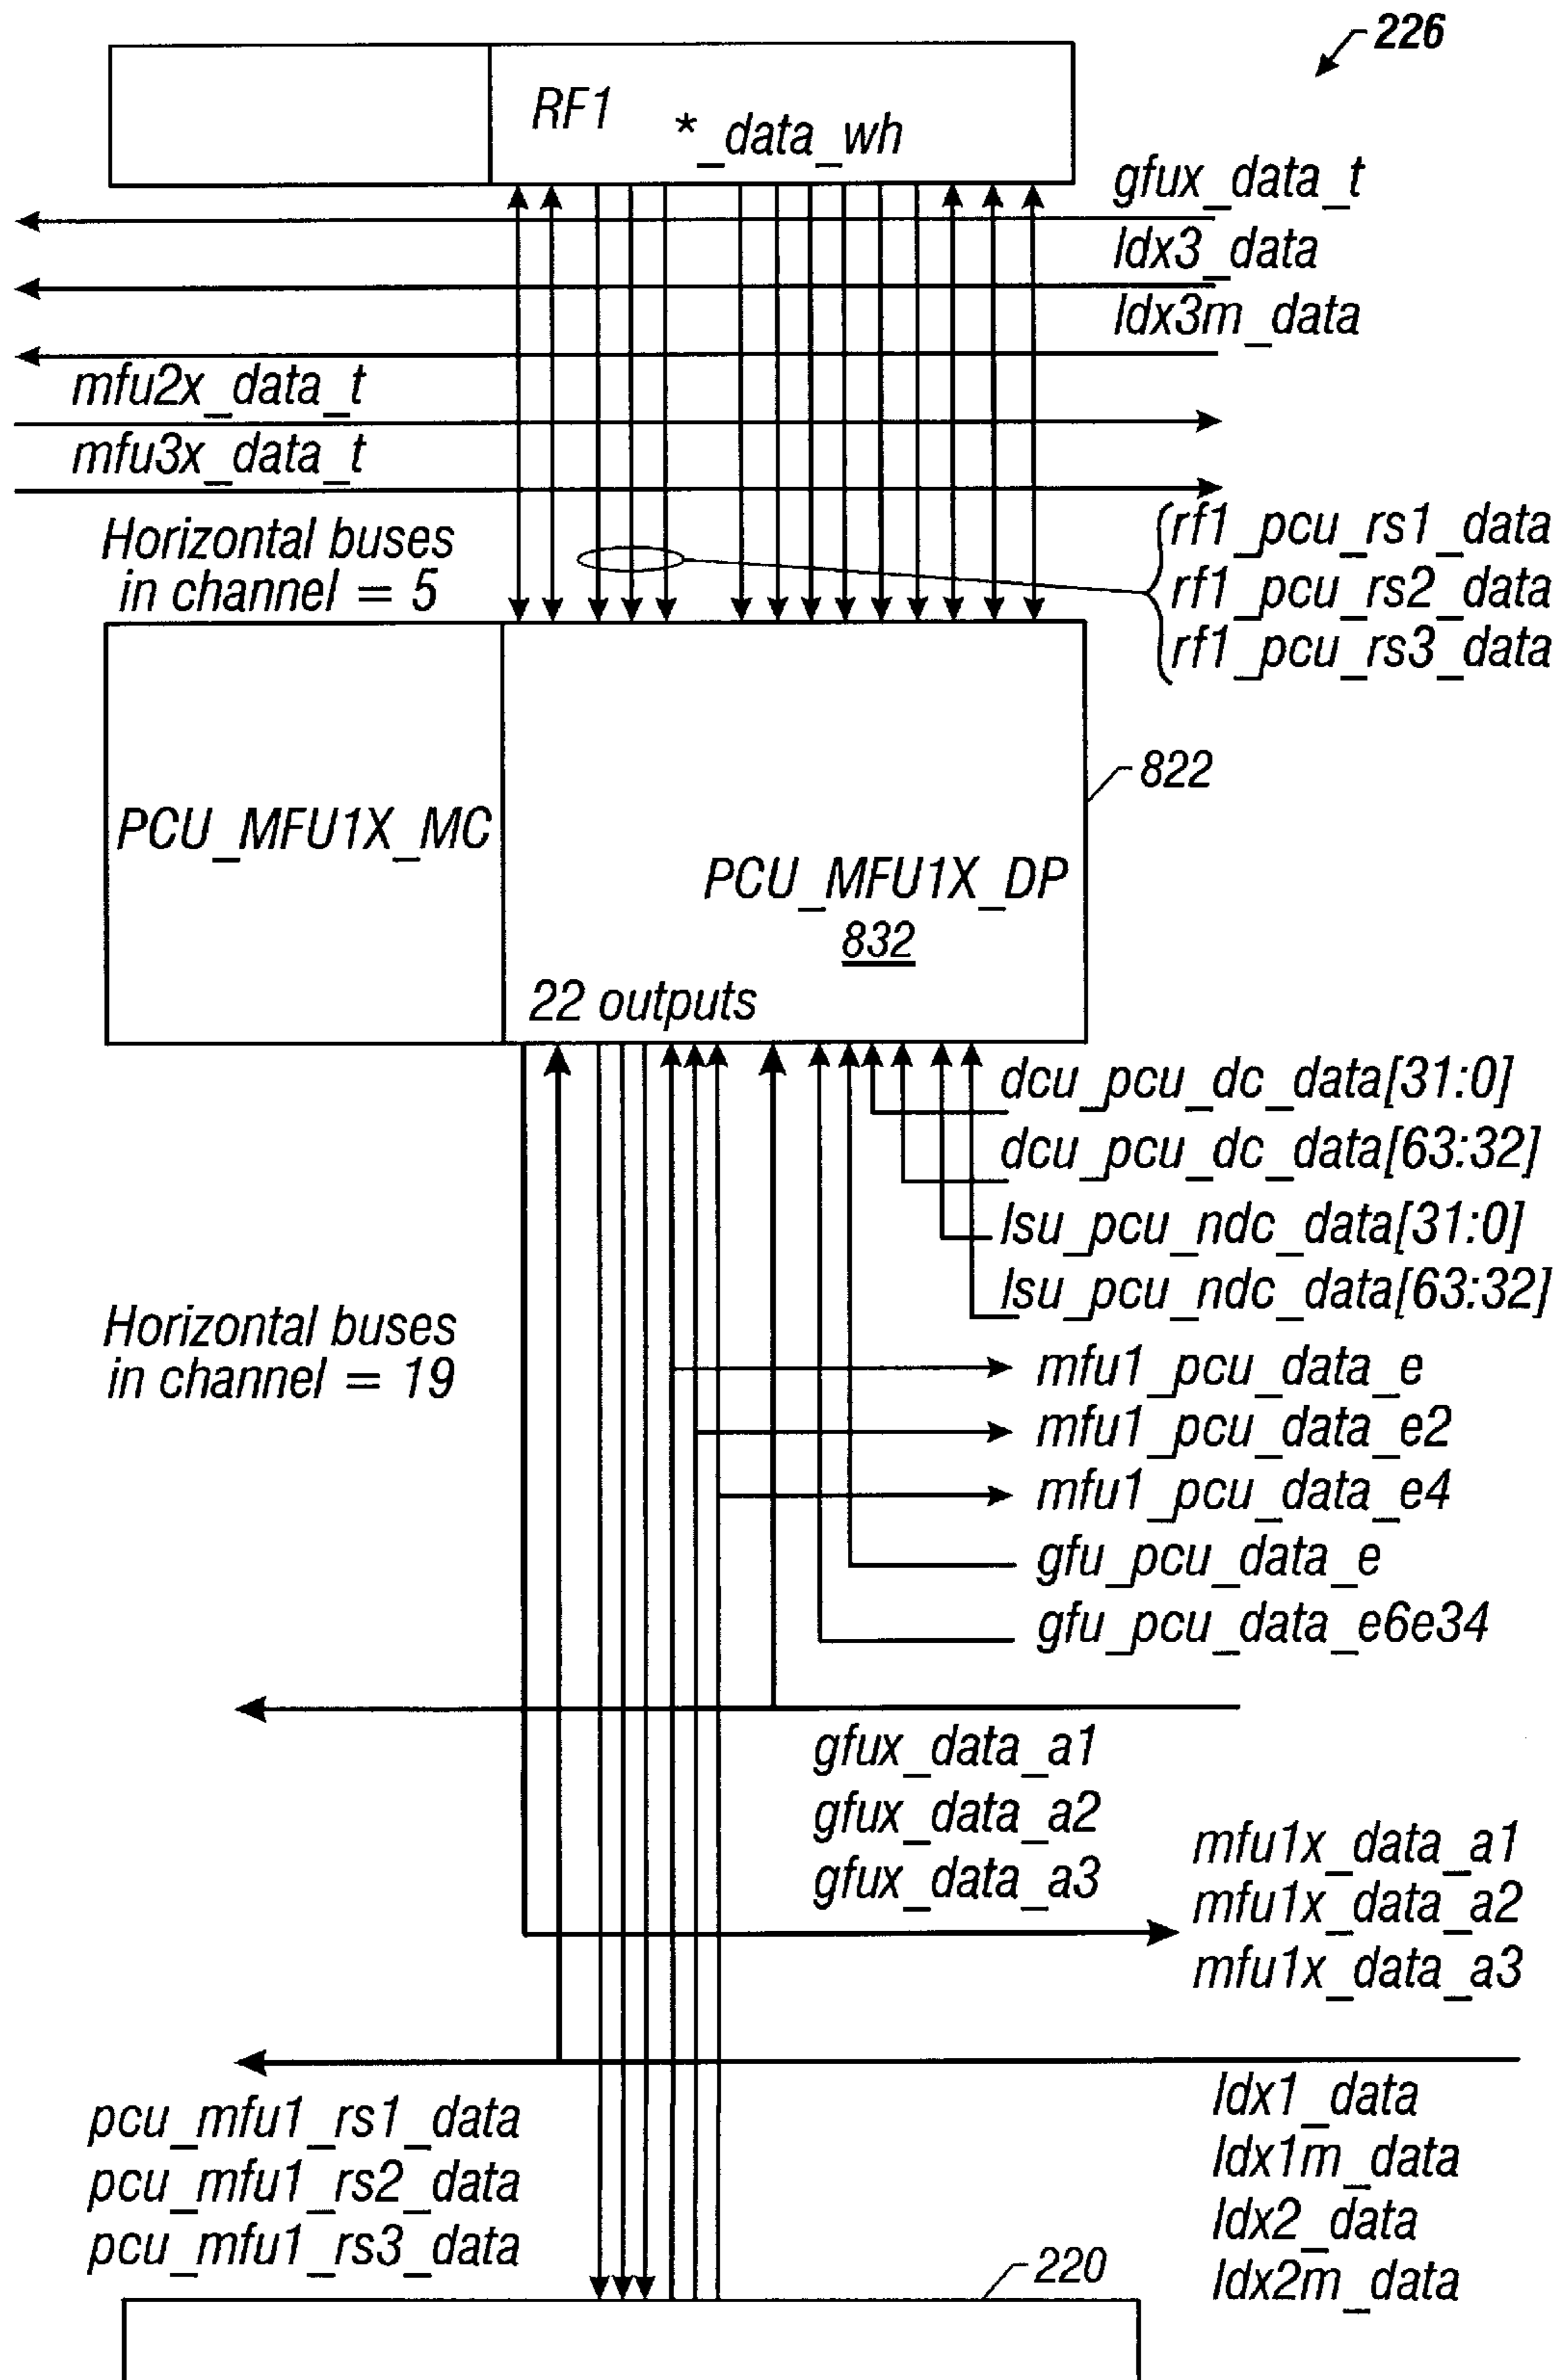 226
RF1
*_data_wh
gfux_data_t
ldx3_data
ldx3m_data
mfu2x_data_t
mfu3x_data_t
Horizontal buses
in channel = 5
rf1_pcu_rs1_data
rf1_pcu_rs2_data
rf1_pcu_rs3_data
822
PCU_MFU1X_MC
PCU_MFU1X_DP
832
22 outputs
dcu_pcu_dc_data[31:0]
dcu_pcu_dc_data[63:32]
lsu_pcu_ndc_data[31:0]
lsu_pcu_ndc_data[63:32]
Horizontal buses
in channel = 19
mfu1_pcu_data_e
mfu1_pcu_data_e2
mfu1_pcu_data_e4
gfu_pcu_data_e
gfu_pcu_data_e6e34
gfux_data_a1
gfux_data_a2
gfux_data_a3
mfu1x_data_a1
mfu1x_data_a2
mfu1x_data_a3
pcu_mfu1_rs1_data
pcu_mfu1_rs2_data
pcu_mfu1_rs3_data
ldx1_data
ldx1m_data
ldx2_data
ldx2m_data
220